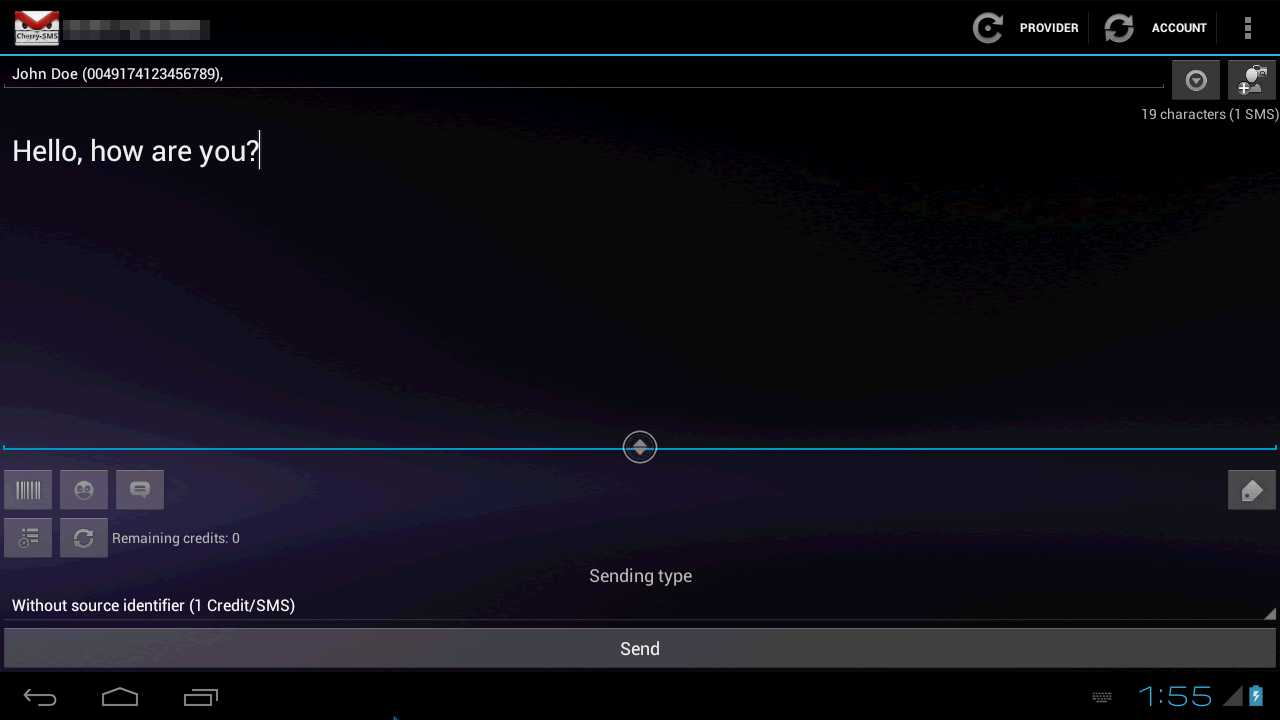 Cherry-SMS
PROVIDER
ACCOUNT
John Doe (0049174123456789),
19 characters (1 SMS)
Hello, how are you?
Remaining credits: 0
Sending type
Without source identifier (1 Credit/SMS)
Send
1:55